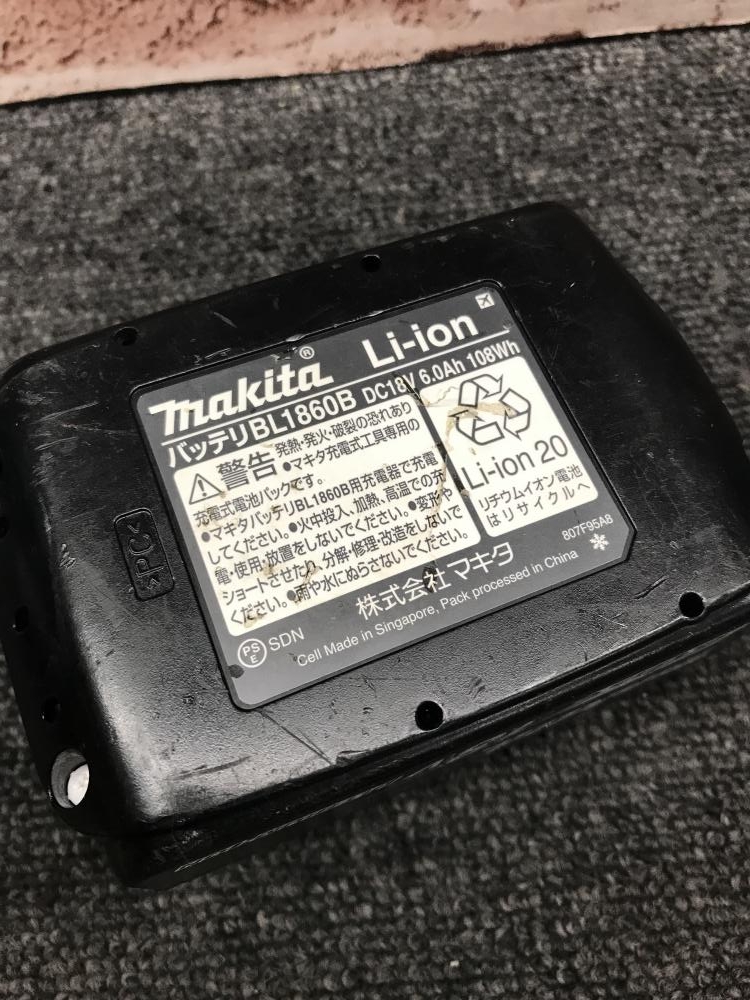 makita®
Li-ion
バッテリBL1860B DC18V 6.0Ah 108Wh
警告 発熱・発火・破裂の恐れあり
●マキタ充電式工具専用の
充電式電池パックです。
●マキタバッテリBL1860B用充電器で充電
してください。●火中投入、加熱、高温での充
電・使用・放置をしないでください。●変形や
ショートさせたり、分解・修理・改造をしないで
ください。●雨や水にぬらさないでください。
Li-ion 20
リチウムイオン電池
はリサイクルへ
807F95A8
株式会社マキタ
PSE SDN
Cell Made in Singapore, Pack processed in China
>PC<